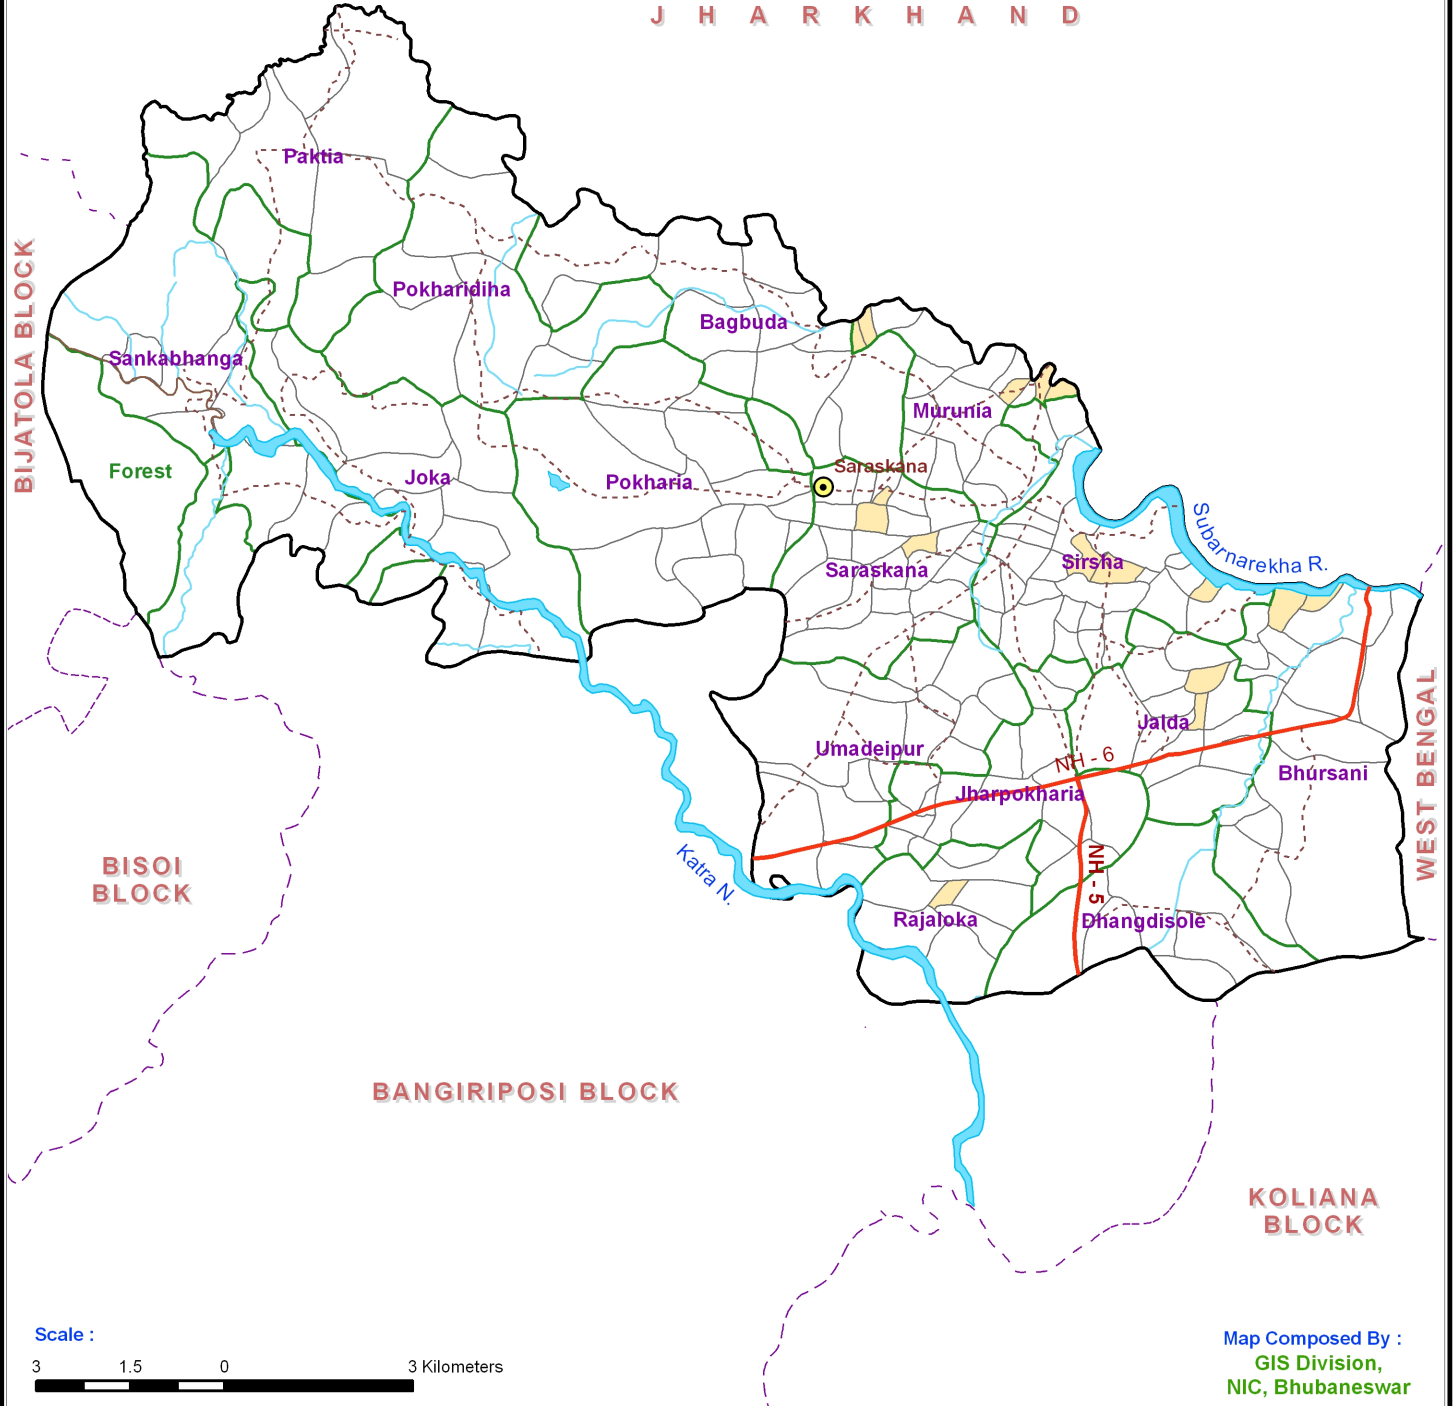 J H A R K H A N D
Paktia
BIJATOLA BLOCK
Pokharidiha
Bagbuda
Sankabhanga
Murunia
Forest
Saraskana
Joka
Pokharia
Subarnarekha R.
Saraskana
Sirsha
WEST BENGAL
Jalda
Umadeipur
NH - 6
Bhursani
Jharpokharia
BISOI
BLOCK
Katra N.
NH - 5
Rajaloka
Dhangdisole
BANGIRIPOSI BLOCK
KOLIANA
BLOCK
Scale :
3 1.5 0 3 Kilometers
Map Composed By :
GIS Division,
NIC, Bhubaneswar